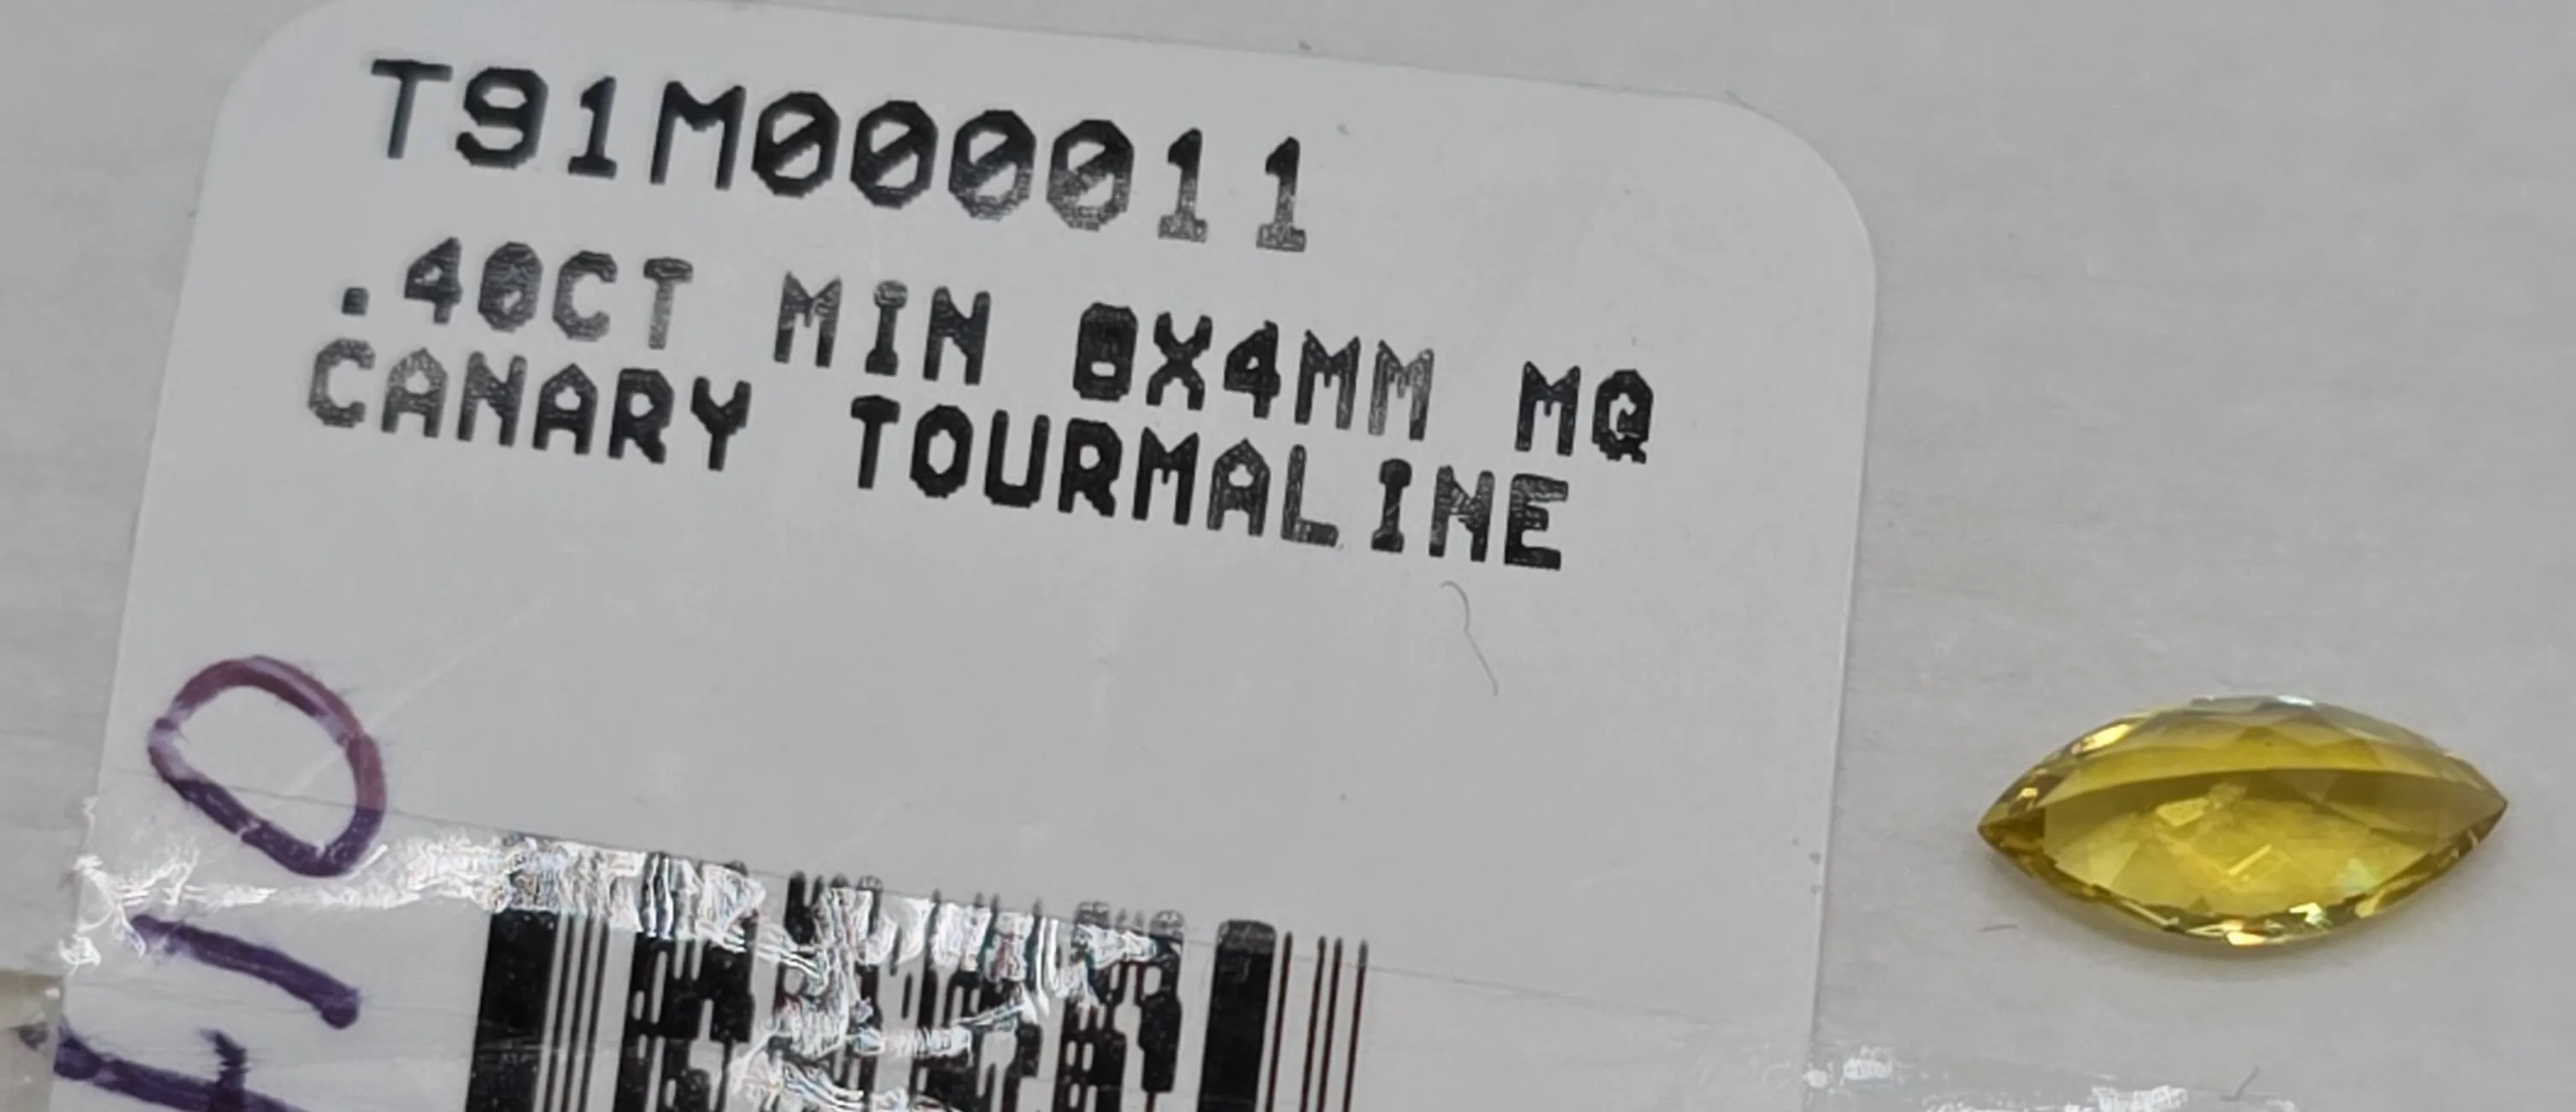 T91M000011
.40CT MIN 8X4MM MQ
CANARY TOURMALINE